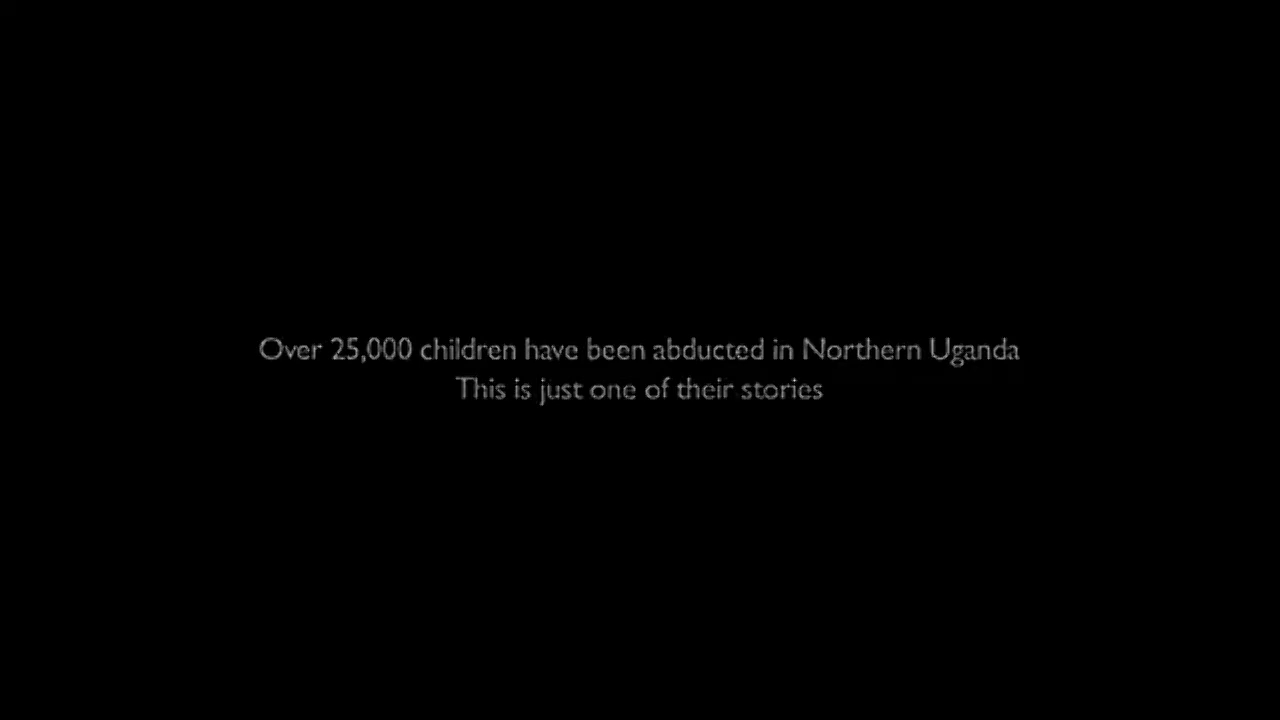 Over 25,000 children have been abducted in Northern Uganda
This is just one of their stories